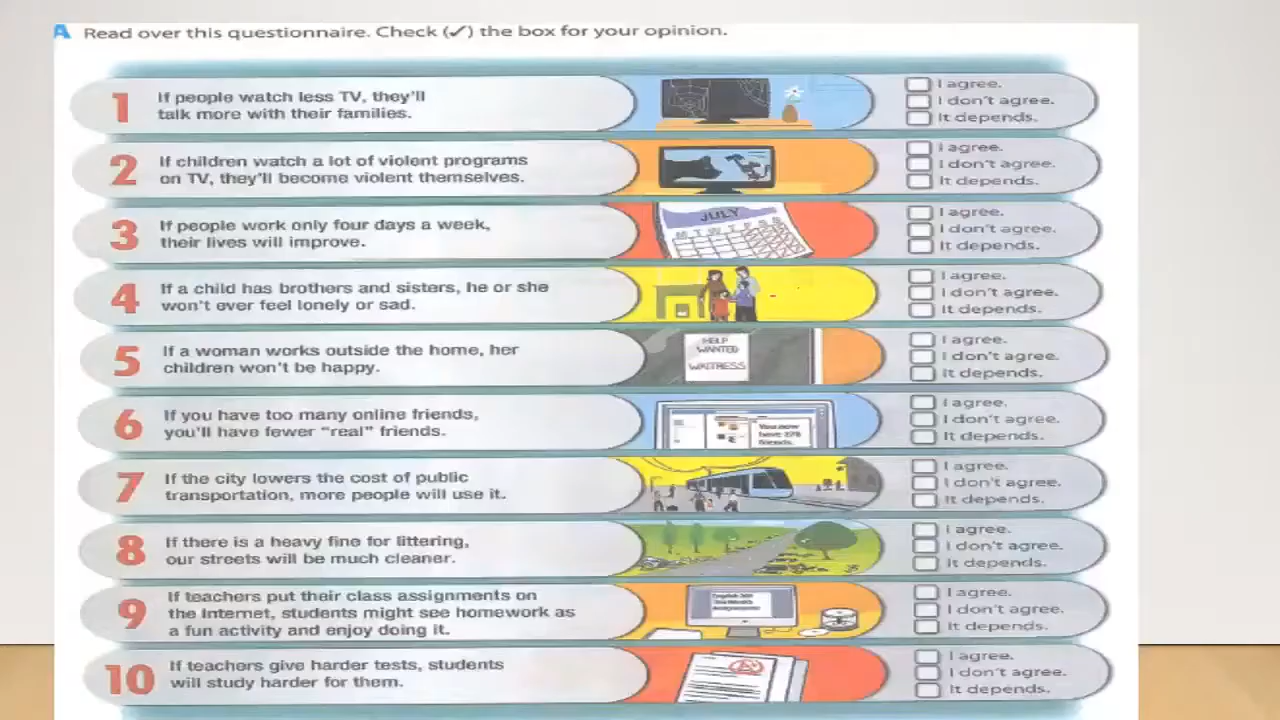 A Read over this questionnaire. Check (✓) the box for your opinion.
1 If people watch less TV, they'll
talk more with their families.
I agree.
I don't agree.
It depends.
2 If children watch a lot of violent programs
on TV, they'll become violent themselves.
I agree.
I don't agree.
It depends.
3 If people work only four days a week,
their lives will improve.
JULY
M T W T F S S
I agree.
I don't agree.
It depends.
4 If a child has brothers and sisters, he or she
won't ever feel lonely or sad.
I agree.
I don't agree.
It depends.
5 If a woman works outside the home, her
children won't be happy.
HELP
WANTED
WAITRESS
I agree.
I don't agree.
It depends.
6 If you have too many online friends,
you'll have fewer "real" friends.
You now
have 278
friends.
I agree.
I don't agree.
It depends.
7 If the city lowers the cost of public
transportation, more people will use it.
I agree.
I don't agree.
It depends.
8 If there is a heavy fine for littering,
our streets will be much cleaner.
I agree.
I don't agree.
It depends.
9 If teachers put their class assignments on
the Internet, students might see homework as
a fun activity and enjoy doing it.
I agree.
I don't agree.
It depends.
10 If teachers give harder tests, students
will study harder for them.
I agree.
I don't agree.
It depends.